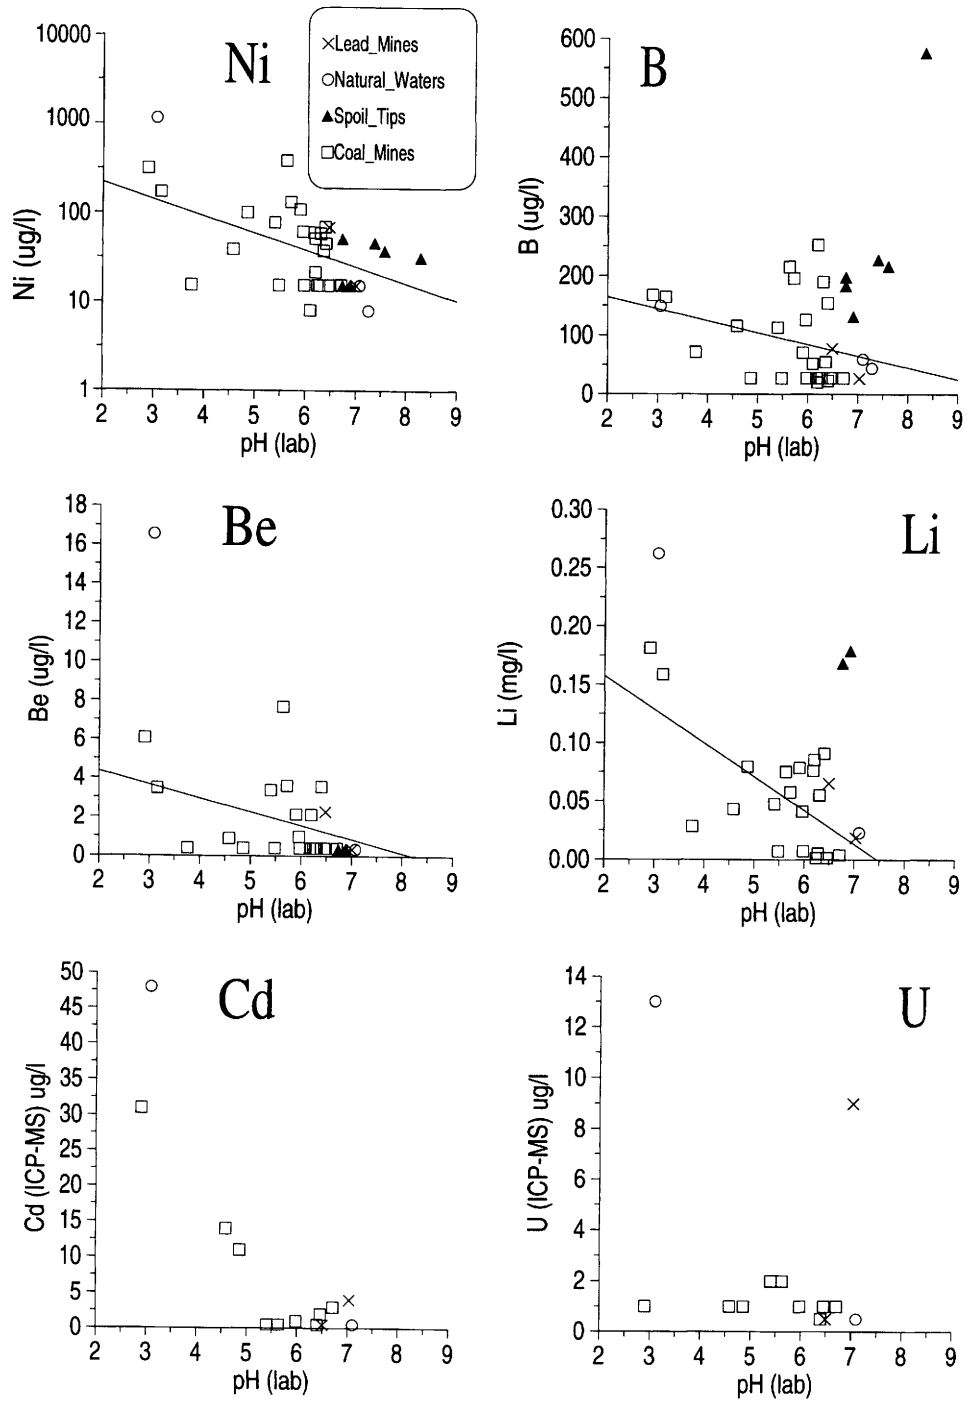 Ni
10000
1000
100
10
1
Ni (ug/l)
2 3 4 5 6 7 8 9
pH (lab)
Lead_Mines
Natural_Waters
Spoil_Tips
Coal_Mines
B
600
500
400
300
200
100
0
B (ug/l)
2 3 4 5 6 7 8 9
pH (lab)
Be
18
16
14
12
10
8
6
4
2
0
Be (ug/l)
2 3 4 5 6 7 8 9
pH (lab)
Li
0.30
0.25
0.20
0.15
0.10
0.05
0.00
Li (mg/l)
2 3 4 5 6 7 8 9
pH (lab)
Cd
50
45
40
35
30
25
20
15
10
5
0
Cd (ICP-MS) ug/l
2 3 4 5 6 7 8 9
pH (lab)
U
14
12
10
8
6
4
2
0
U (ICP-MS) ug/l
2 3 4 5 6 7 8 9
pH (lab)